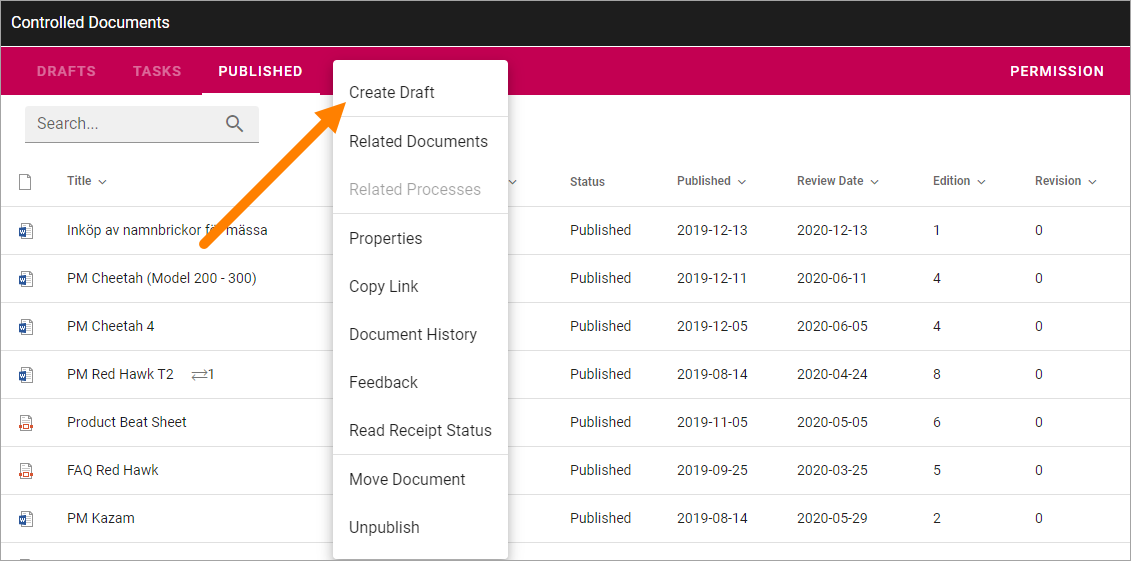 Controlled Documents
DRAFTS TASKS PUBLISHED PERMISSION
Search...
Title Status Published Review Date Edition Revision
Inköp av namnbrickor för mässa Published 2019-12-13 2020-12-13 1 0
PM Cheetah (Model 200 - 300) Published 2019-12-11 2020-06-11 4 0
PM Cheetah 4 Published 2019-12-05 2020-06-05 4 0
PM Red Hawk T2 1 Published 2019-08-14 2020-04-24 8 0
Product Beat Sheet Published 2019-11-05 2020-05-05 6 0
FAQ Red Hawk Published 2019-09-25 2020-03-25 5 0
PM Kazam Published 2019-08-14 2020-05-29 2 0
Create Draft
Related Documents
Related Processes
Properties
Copy Link
Document History
Feedback
Read Receipt Status
Move Document
Unpublish